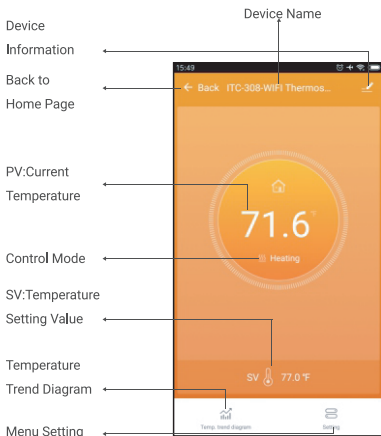 Device Name
Device
Information
15:49
← Back ITC-308-WIFI Thermos...
Back to
Home Page
PV:Current
Temperature
71.6°
Control Mode
Heating
SV:Temperature
Setting Value
SV 77.0 °F
Temperature
Trend Diagram
Temp. trend diagram
Setting
Menu Setting